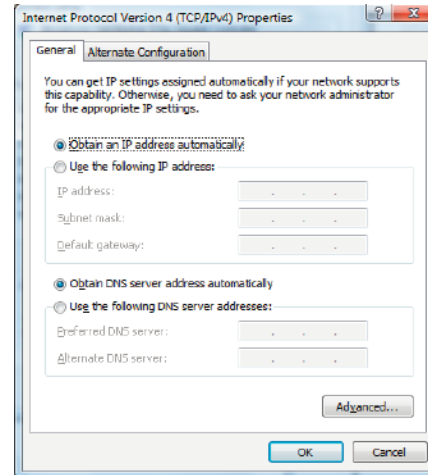 Internet Protocol Version 4 (TCP/IPv4) Properties
General
Alternate Configuration
You can get IP settings assigned automatically if your network supports
this capability. Otherwise, you need to ask your network administrator
for the appropriate IP settings.
Obtain an IP address automatically
Use the following IP address:
IP address:
Subnet mask:
Default gateway:
Obtain DNS server address automatically
Use the following DNS server addresses:
Preferred DNS server:
Alternate DNS server:
Advanced...
OK
Cancel